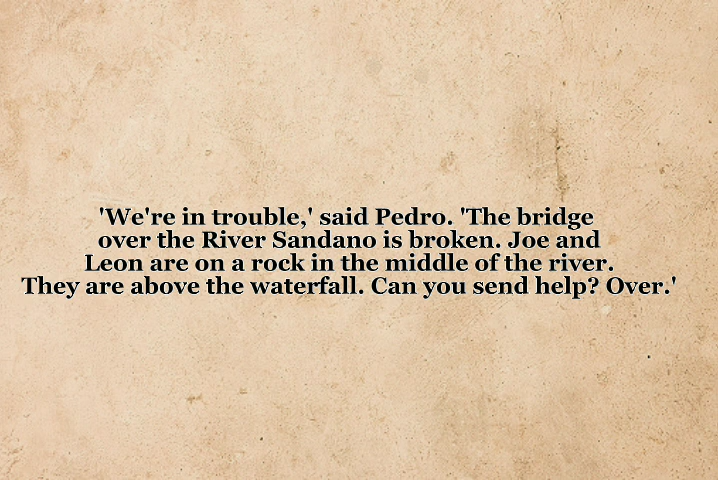 'We're in trouble,' said Pedro. 'The bridge
over the River Sandano is broken. Joe and
Leon are on a rock in the middle of the river.
They are above the waterfall. Can you send help? Over.'